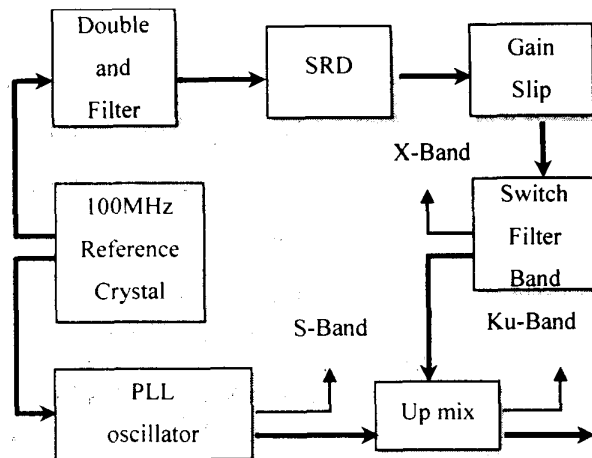 Double
and
Filter
SRD
Gain
Slip
X-Band
100MHz
Reference
Crystal
Switch
Filter
Band
S-Band
Ku-Band
PLL
oscillator
Up mix